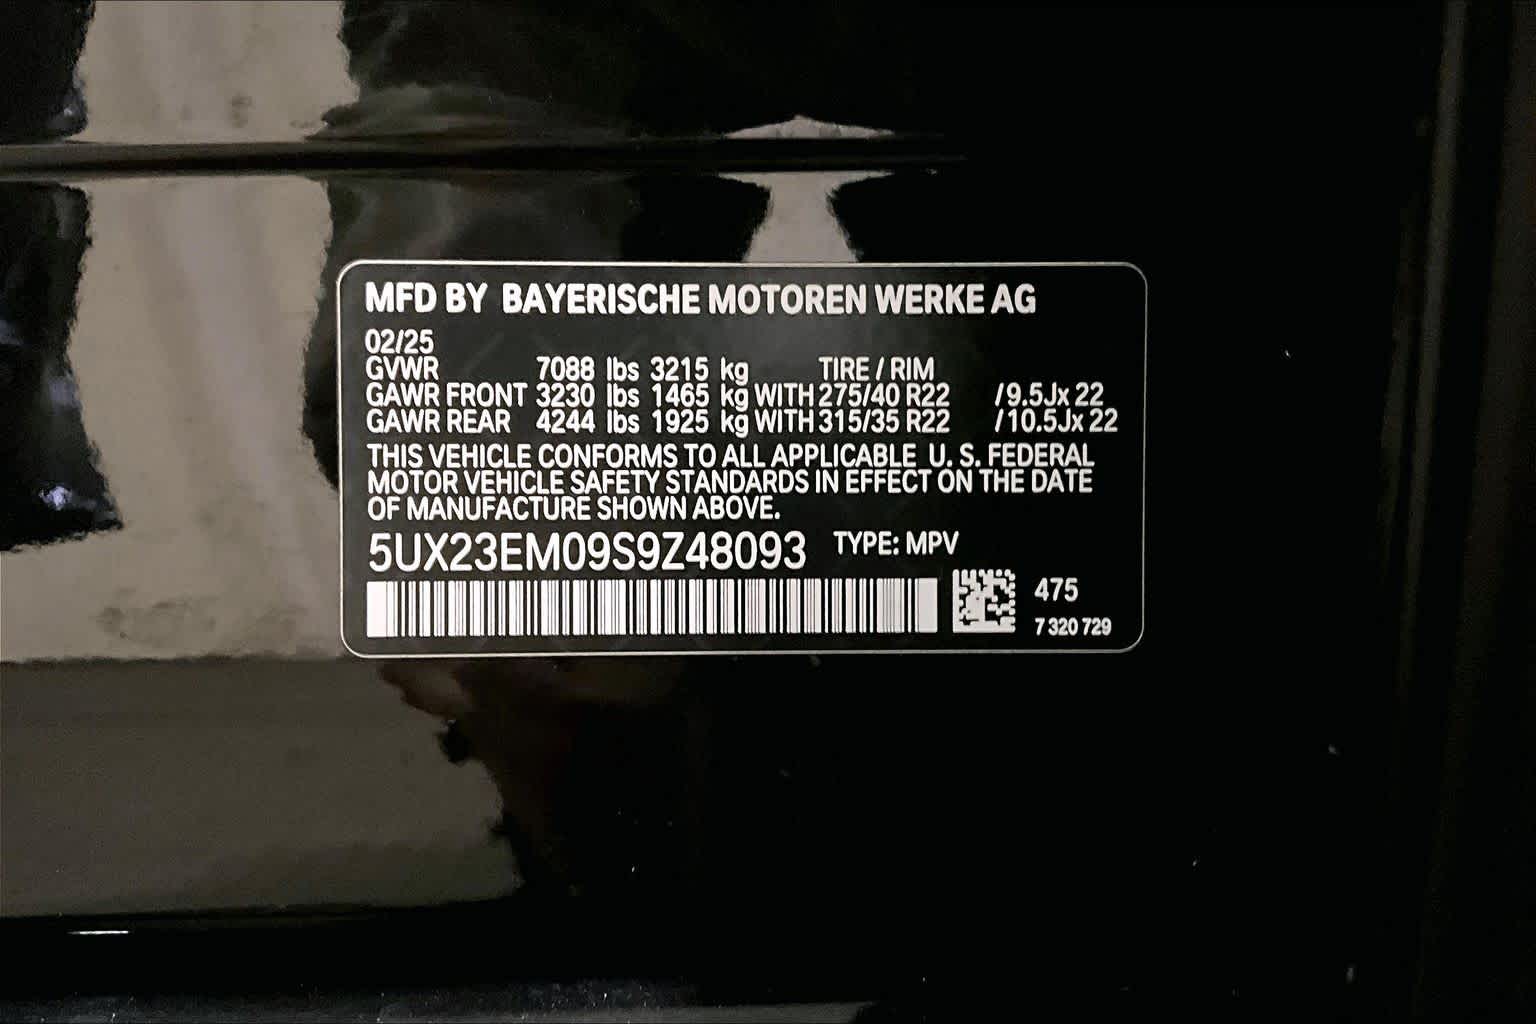 MFD BY BAYERISCHE MOTOREN WERKE AG
02/25
GVWR 7088 lbs 3215 kg TIRE / RIM
GAWR FRONT 3230 lbs 1465 kg WITH 275/40 R22 /9.5Jx 22
GAWR REAR 4244 lbs 1925 kg WITH 315/35 R22 /10.5Jx 22
THIS VEHICLE CONFORMS TO ALL APPLICABLE U. S. FEDERAL
MOTOR VEHICLE SAFETY STANDARDS IN EFFECT ON THE DATE
OF MANUFACTURE SHOWN ABOVE.
5UX23EM09S9Z48093 TYPE: MPV
475
7 320 729